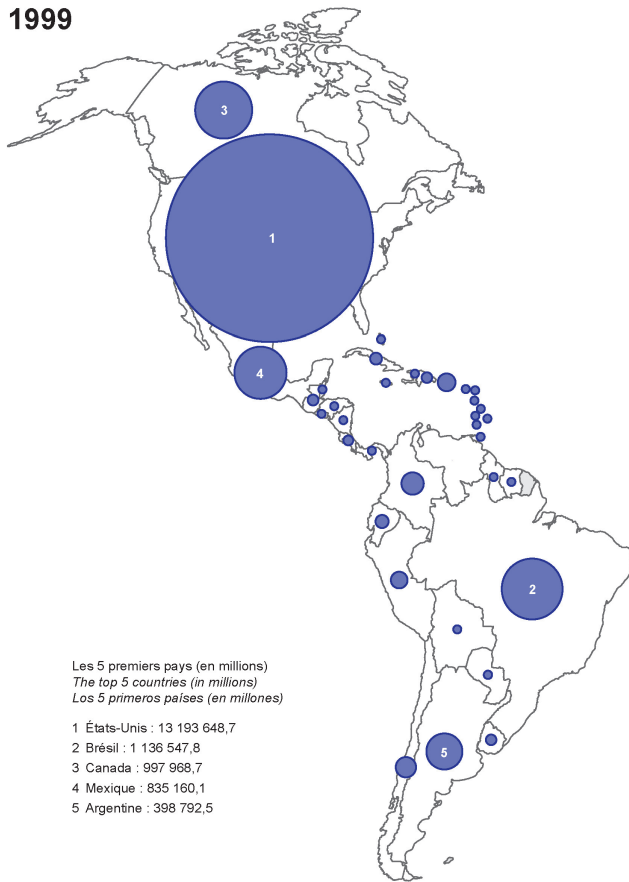 1999
3
1
4
2
5
Les 5 premiers pays (en millions)
The top 5 countries (in millions)
Los 5 primeros países (en millones)
1 États-Unis : 13 193 648,7
2 Brésil : 1 136 547,8
3 Canada : 997 968,7
4 Mexique : 835 160,1
5 Argentine : 398 792,5